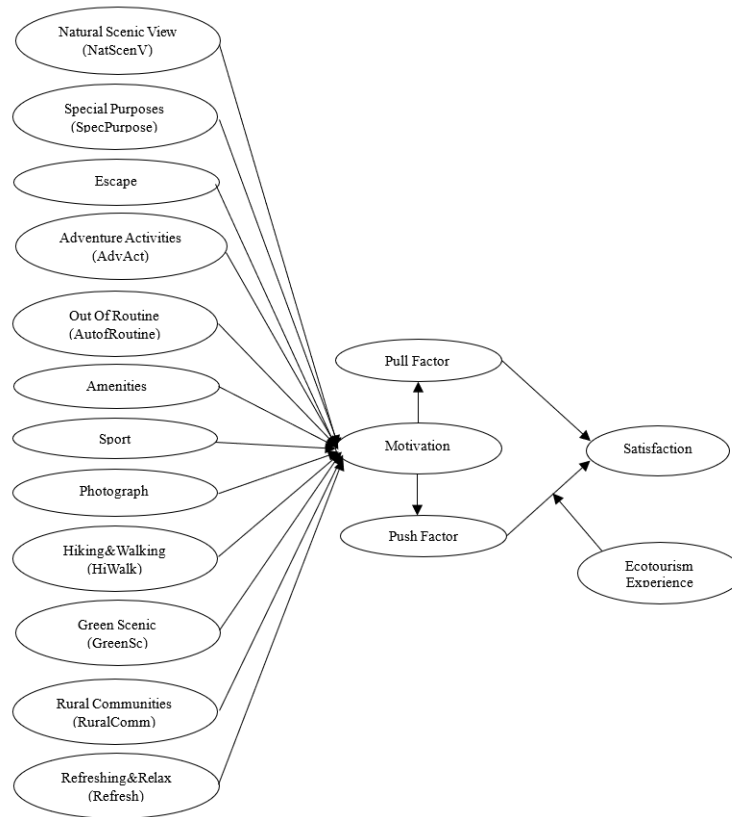 Natural Scenic View
(NatScenV)
Special Purposes
(SpecPurpose)
Escape
Adventure Activities
(AdvAct)
Out Of Routine
(AutofRoutine)
Amenities
Sport
Photograph
Hiking&Walking
(HiWalk)
Green Scenic
(GreenSc)
Rural Communities
(RuralComm)
Refreshing&Relax
(Refresh)
Pull Factor
Motivation
Push Factor
Satisfaction
Ecotourism
Experience